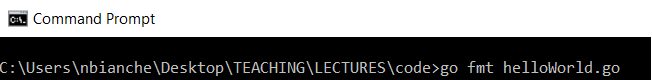 Command Prompt
C:\Users\nbianche\Desktop\TEACHING\LECTURES\code>go fmt helloWorld.go